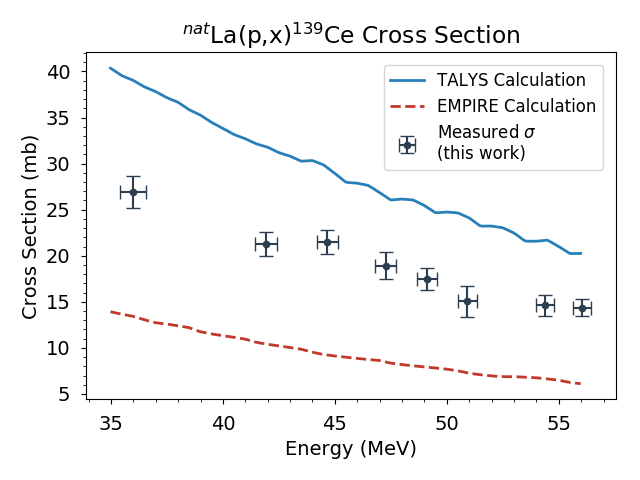 natLa(p,x)139Ce Cross Section
TALYS Calculation
EMPIRE Calculation
Measured σ
(this work)
Cross Section (mb)
40
35
30
25
20
15
10
5
35 40 45 50 55
Energy (MeV)